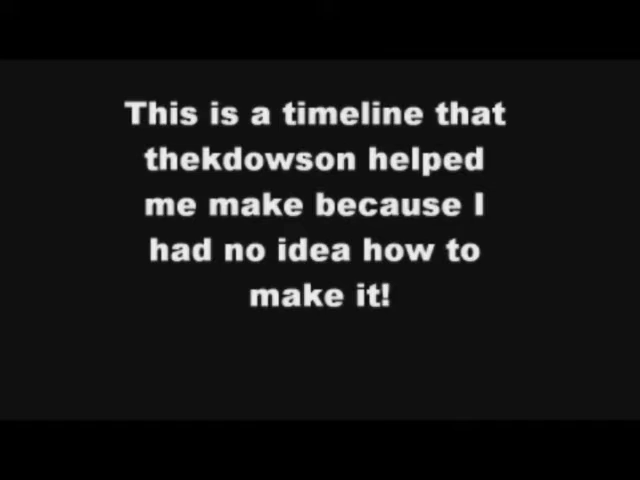 This is a timeline that
thekdowson helped
me make because I
had no idea how to
make it!